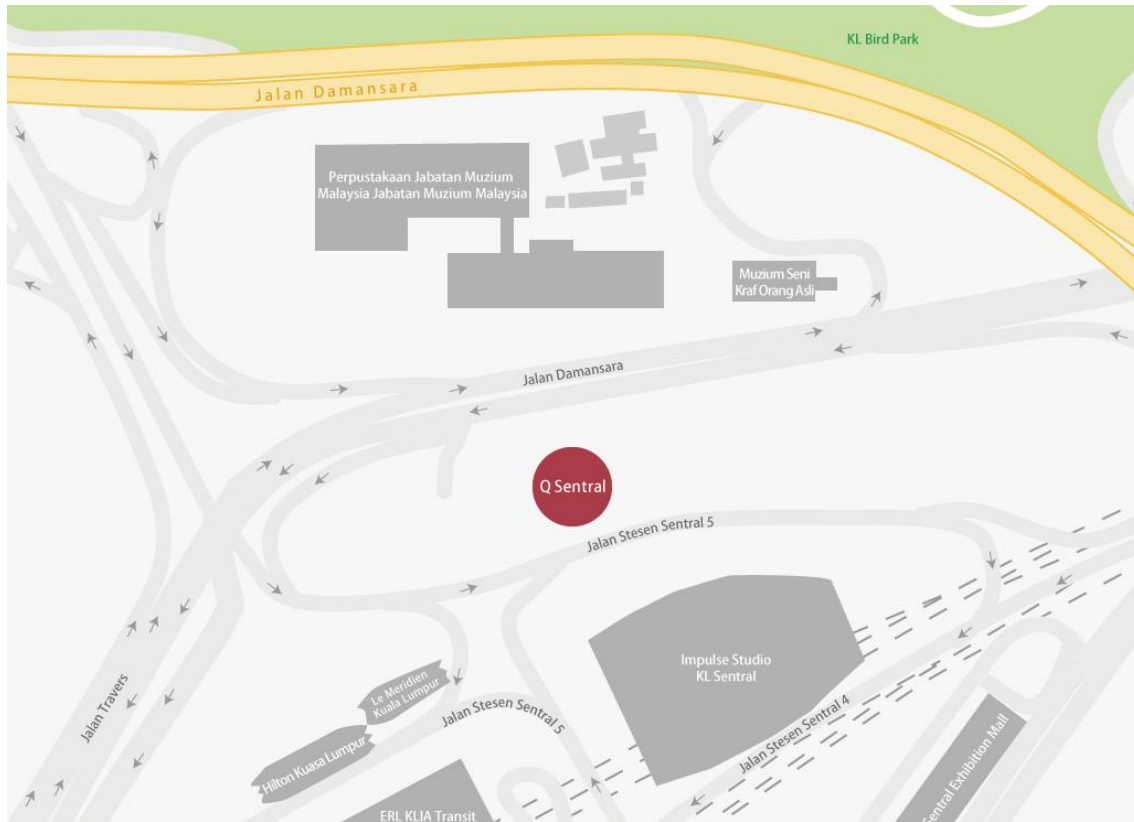 KL Bird Park
Jalan Damansara
Perpustakaan Jabatan Muzium
Malaysia Jabatan Muzium Malaysia
Muzium Seni
Kraf Orang Asli
Jalan Damansara
Q Sentral
Jalan Stesen Sentral 5
Impulse Studio
KL Sentral
Le Meridien
Kuala Lumpur
Jalan Travers
Jalan Stesen Sentral 5
Jalan Stesen Sentral 4
Hilton Kuasa Lumpur
Sentral Exhibition Mall
ERL KLIA Transit